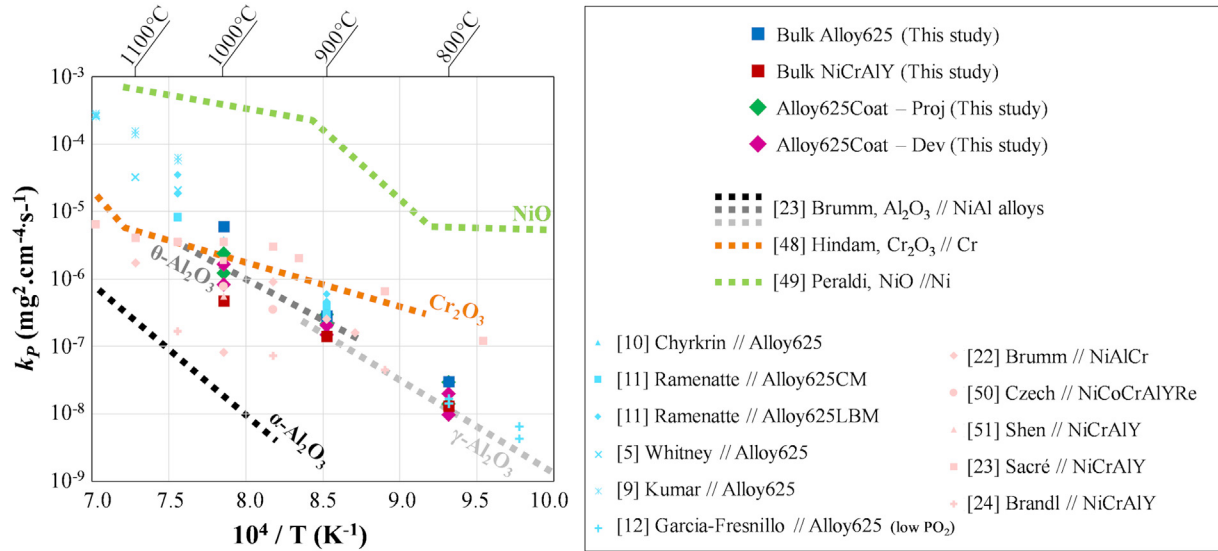 1100°C
1000°C
900°C
800°C
10⁻³
10⁻⁴
10⁻⁵
10⁻⁶
10⁻⁷
10⁻⁸
10⁻⁹
k_P (mg².cm⁻⁴.s⁻¹)
NiO
θ-Al₂O₃
Cr₂O₃
α-Al₂O₃
γ-Al₂O₃
7.0 7.5 8.0 8.5 9.0 9.5 10.0
10⁴ / T (K⁻¹)
Bulk Alloy625 (This study)
Bulk NiCrAlY (This study)
Alloy625Coat – Proj (This study)
Alloy625Coat – Dev (This study)
[23] Brumm, Al₂O₃ // NiAl alloys
[48] Hindam, Cr₂O₃ // Cr
[49] Peraldi, NiO //Ni
[10] Chyrkrin // Alloy625
[11] Ramenatte // Alloy625CM
[11] Ramenatte // Alloy625LBM
[5] Whitney // Alloy625
[9] Kumar // Alloy625
[12] Garcia-Fresnillo // Alloy625 (low PO₂)
[22] Brumm // NiAlCr
[50] Czech // NiCoCrAlYRe
[51] Shen // NiCrAlY
[23] Sacré // NiCrAlY
[24] Brandl // NiCrAlY